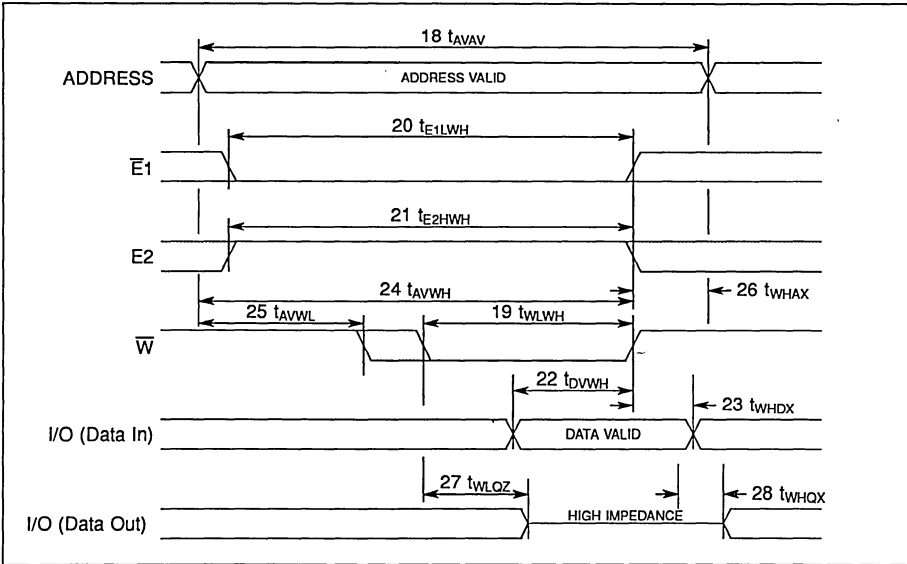 18 tAVAV
ADDRESS
ADDRESS VALID
20 tE1LWH
E̅1
21 tE2HWH
E2
24 tAVWH
26 tWHAX
25 tAVWL
19 tWLWH
W̅
22 tDVWH
23 tWHDX
I/O (Data In)
DATA VALID
27 tWLQZ
28 tWHQX
I/O (Data Out)
HIGH IMPEDANCE